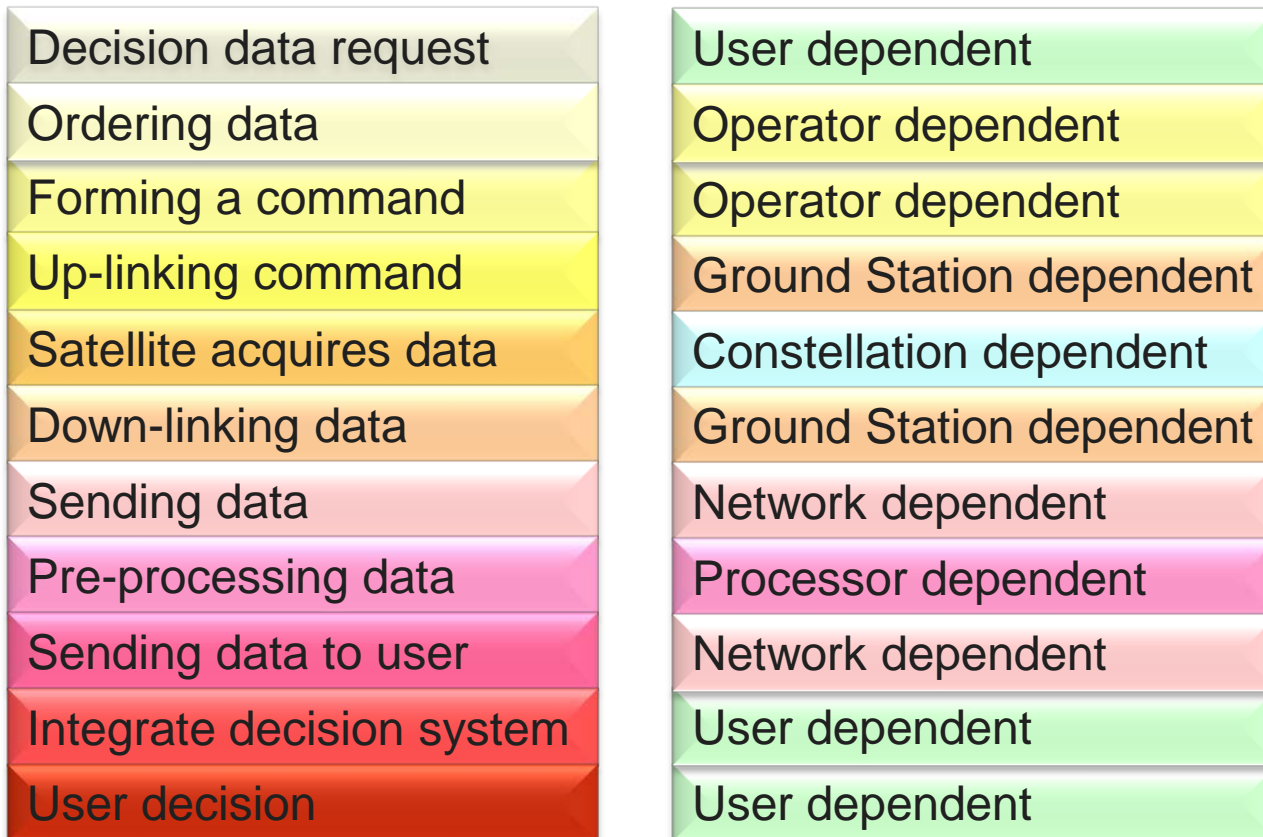 Decision data request
Ordering data
Forming a command
Up-linking command
Satellite acquires data
Down-linking data
Sending data
Pre-processing data
Sending data to user
Integrate decision system
User decision
User dependent
Operator dependent
Operator dependent
Ground Station dependent
Constellation dependent
Ground Station dependent
Network dependent
Processor dependent
Network dependent
User dependent
User dependent